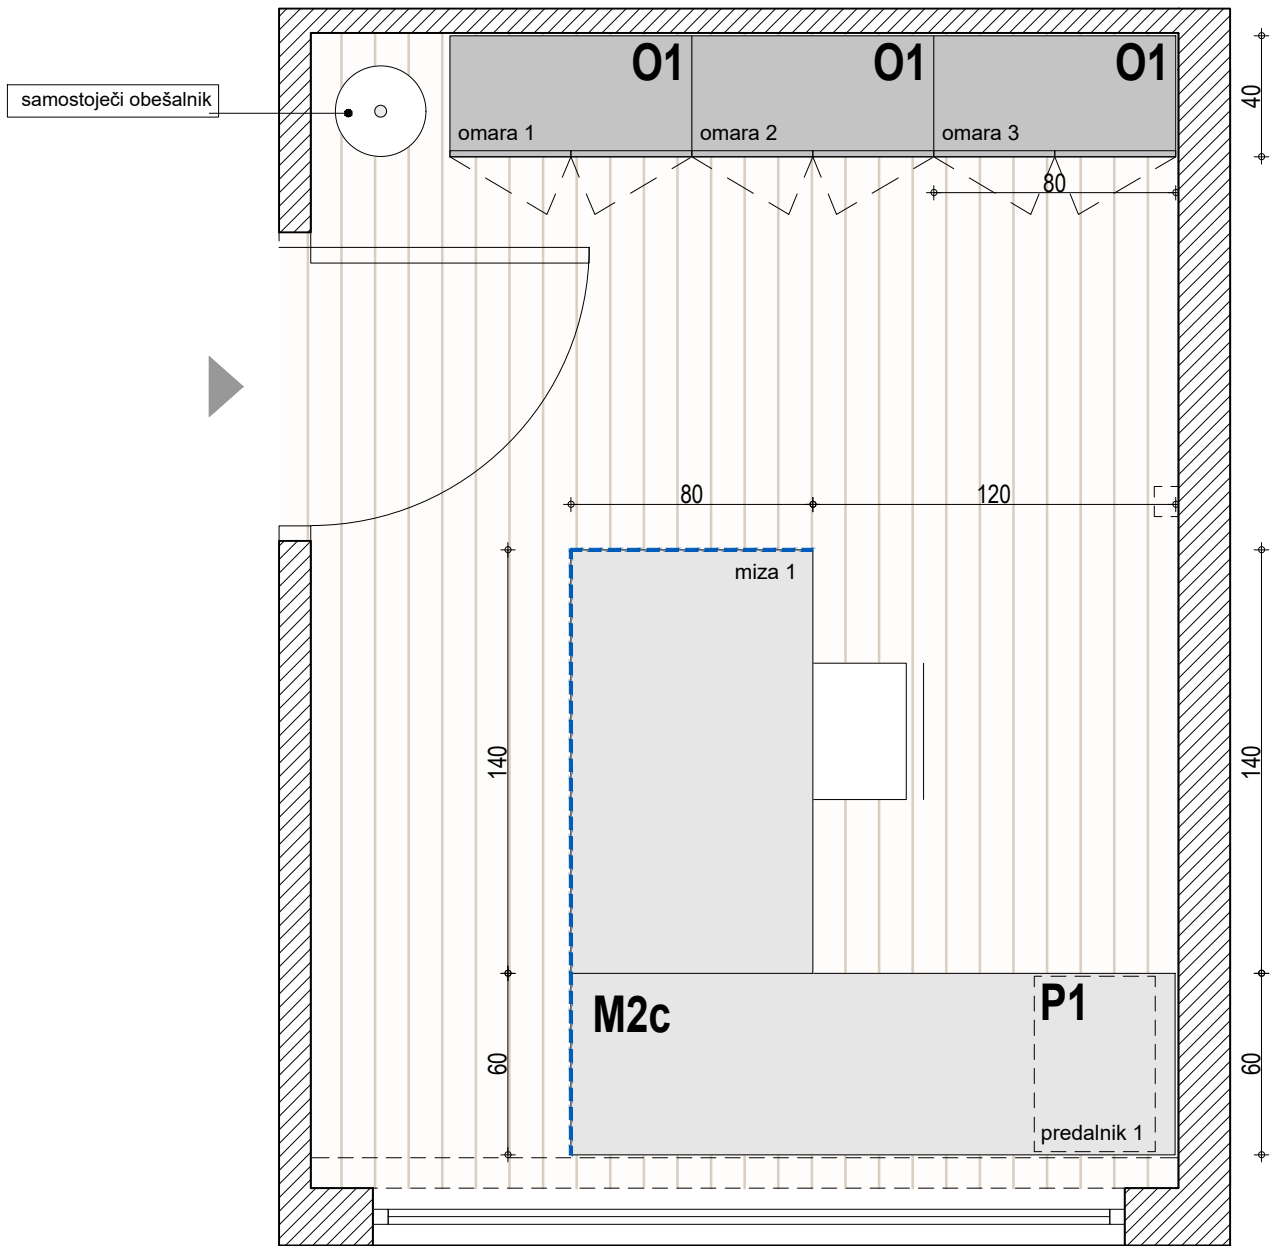 O1
O1
O1
40
samostoječi obešalnik
omara 1
omara 2
omara 3
80
80
120
miza 1
140
140
M2c
P1
60
60
predalnik 1